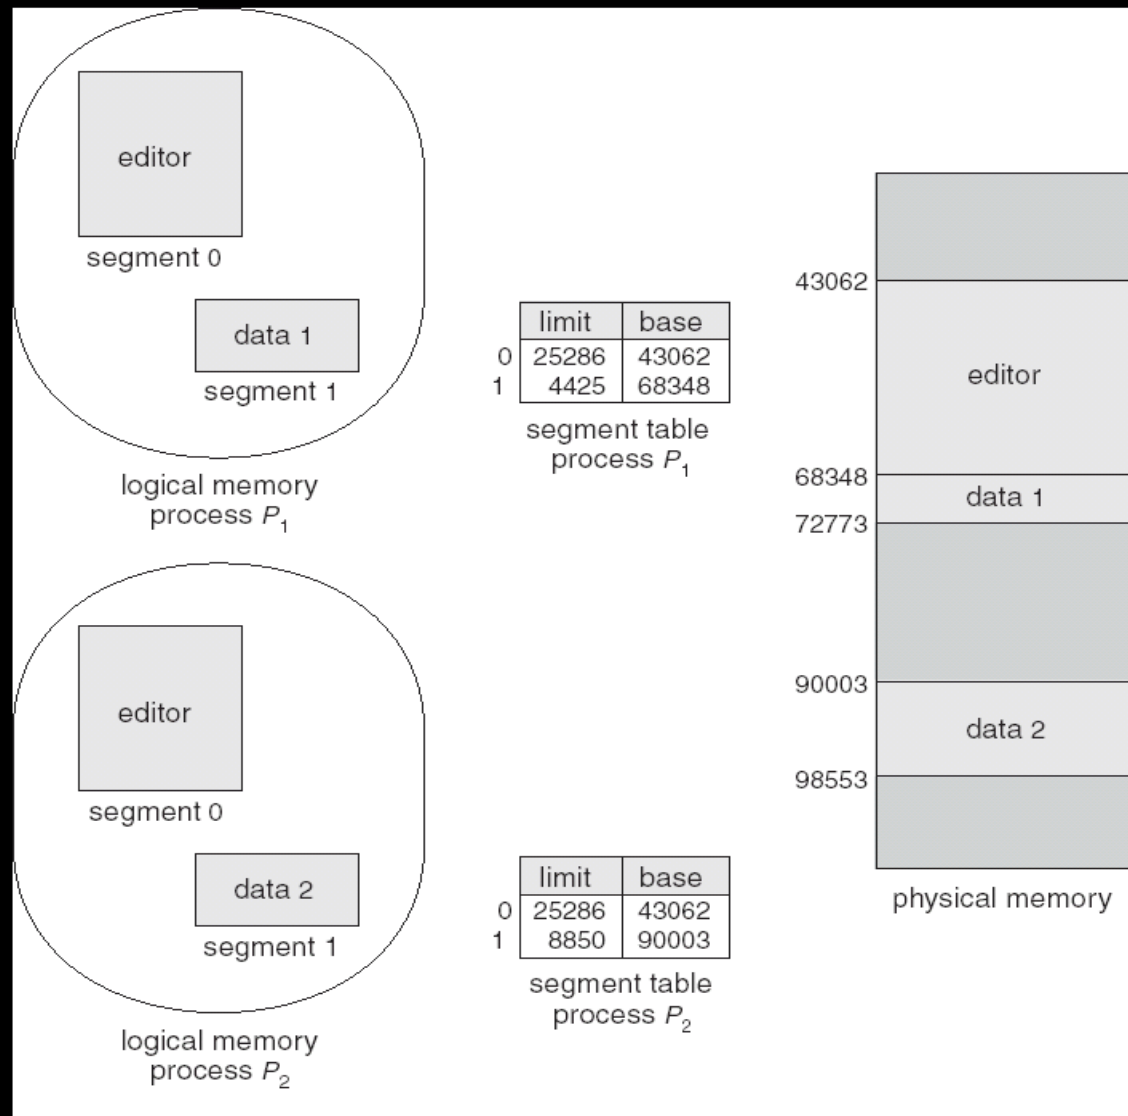 editor
segment 0
data 1
segment 1
logical memory
process P1
limit base
0 25286 43062
1 4425 68348
segment table
process P1
43062
editor
68348
data 1
72773
90003
data 2
98553
physical memory
editor
segment 0
data 2
segment 1
logical memory
process P2
limit base
0 25286 43062
1 8850 90003
segment table
process P2